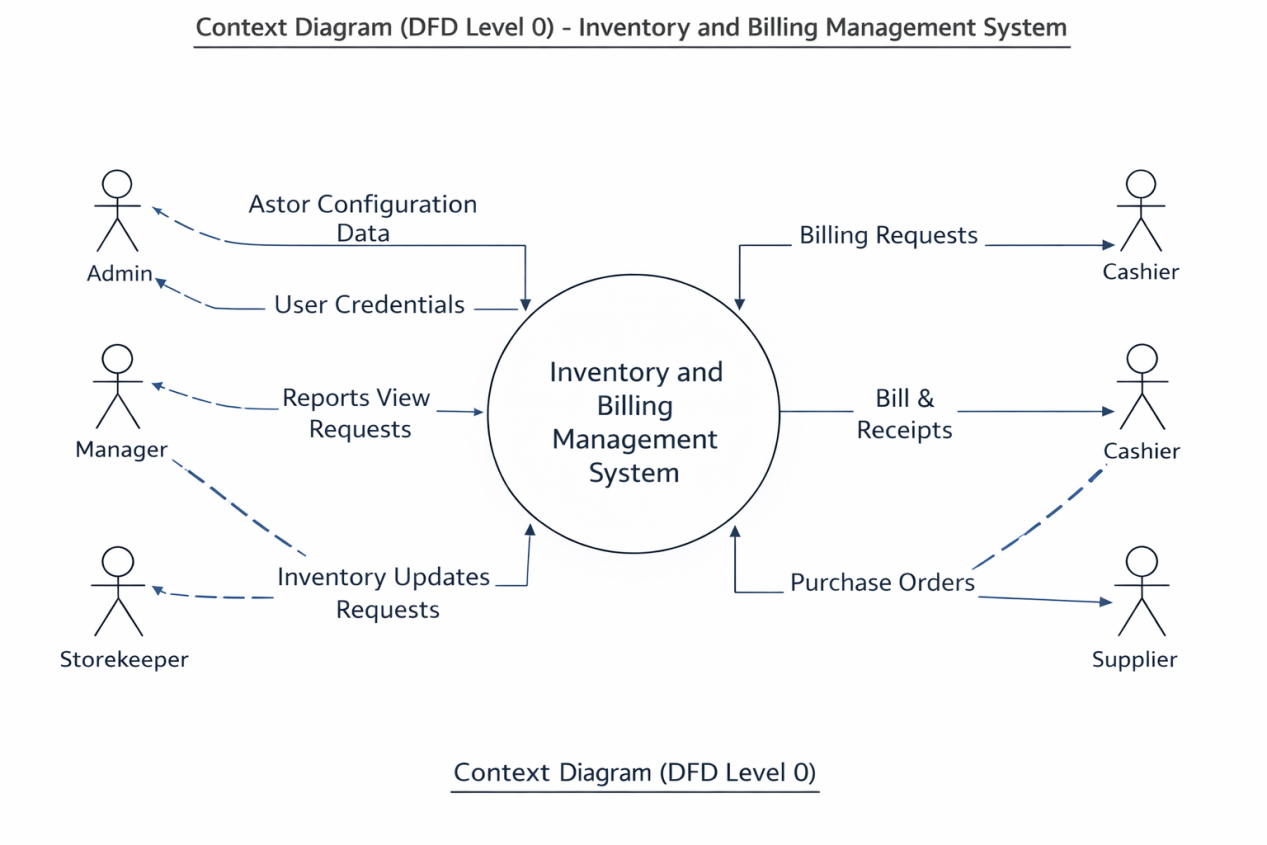 Context Diagram (DFD Level 0) - Inventory and Billing Management System
Astor Configuration
Data
Admin
User Credentials
Billing Requests
Cashier
Inventory and
Billing
Management
System
Reports View
Requests
Manager
Bill &
Receipts
Cashier
Inventory Updates
Requests
Storekeeper
Purchase Orders
Supplier
Context Diagram (DFD Level 0)